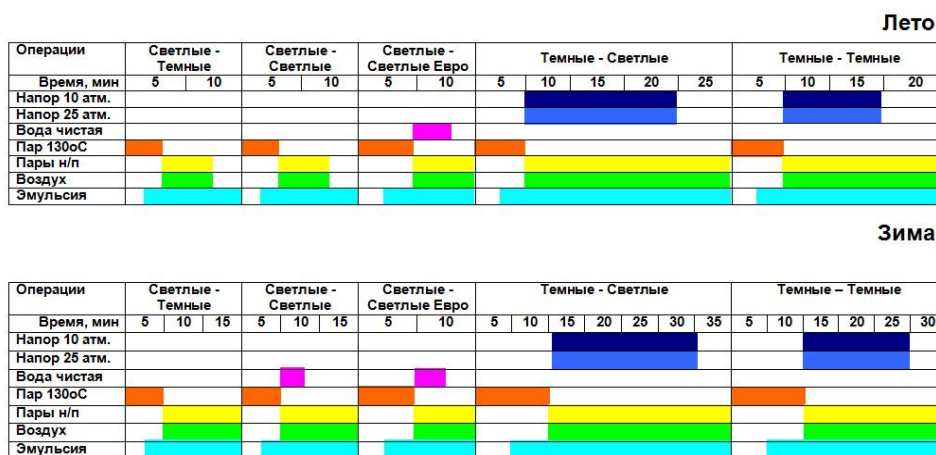 Лето
Операции Светлые - Темные Светлые - Светлые Светлые - Светлые Евро Темные - Светлые Темные - Темные
Время, мин 5 10 5 10 5 10 5 10 15 20 25 5 10 15 20
Напор 10 атм.
Напор 25 атм.
Вода чистая
Пар 130оС
Пары н/п
Воздух
Эмульсия
Зима
Операции Светлые - Темные Светлые - Светлые Светлые - Светлые Евро Темные - Светлые Темные – Темные
Время, мин 5 10 15 5 10 15 5 10 5 10 15 20 25 30 35 5 10 15 20 25 30
Напор 10 атм.
Напор 25 атм.
Вода чистая
Пар 130оС
Пары н/п
Воздух
Эмульсия